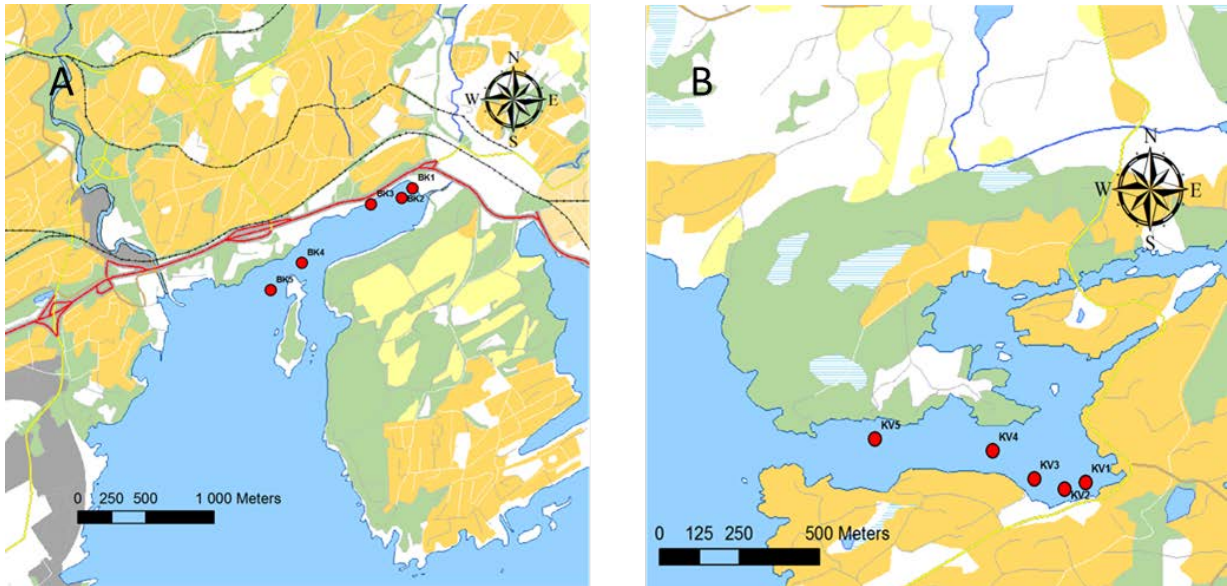 A
N
W E
S
BK1
BK2
BK3
BK4
BK5
0 250 500 1 000 Meters
B
N
W E
S
KV5
KV4
KV3
KV1
KV2
0 125 250 500 Meters